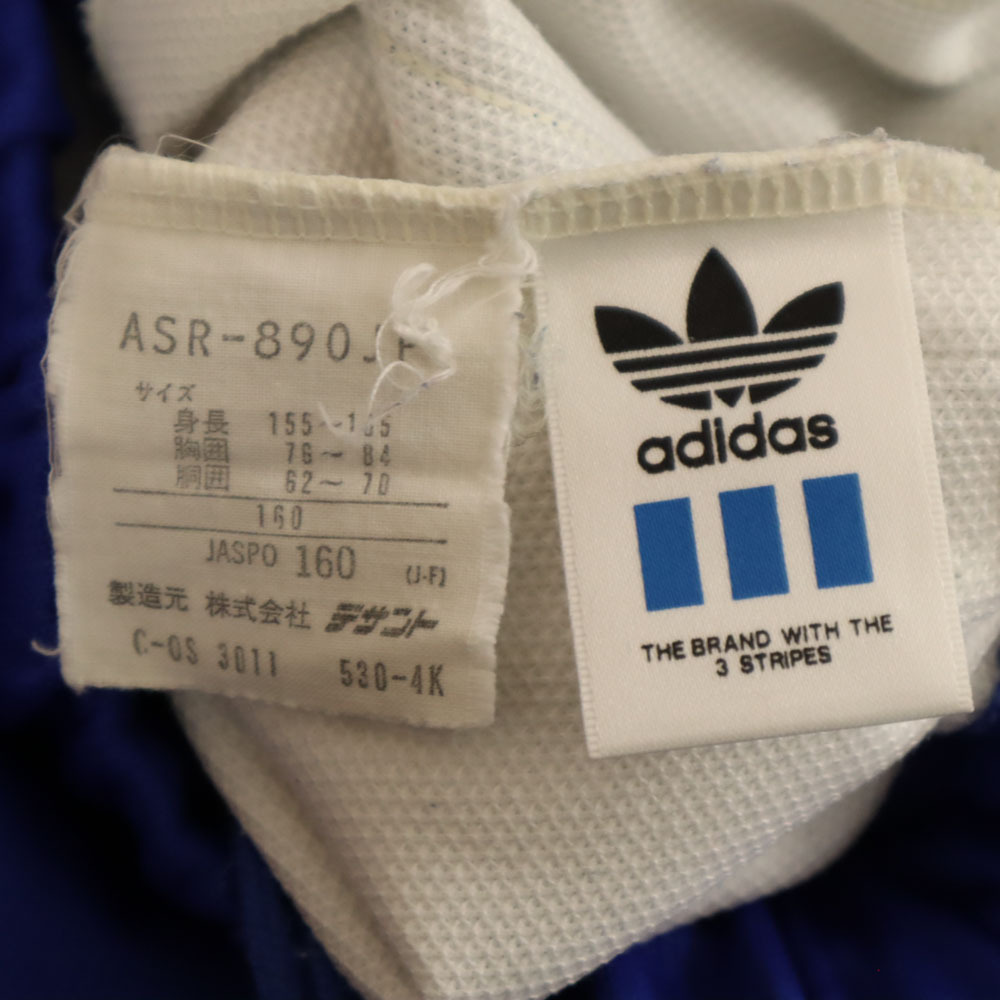 ASR-890JP
サイズ
身長 155~165
胸囲 76~84
胴囲 62~70
160
JASPO 160 (J-F)
製造元 株式会社 デサント
C-OS 3011 530-4K
adidas
THE BRAND WITH THE
3 STRIPES